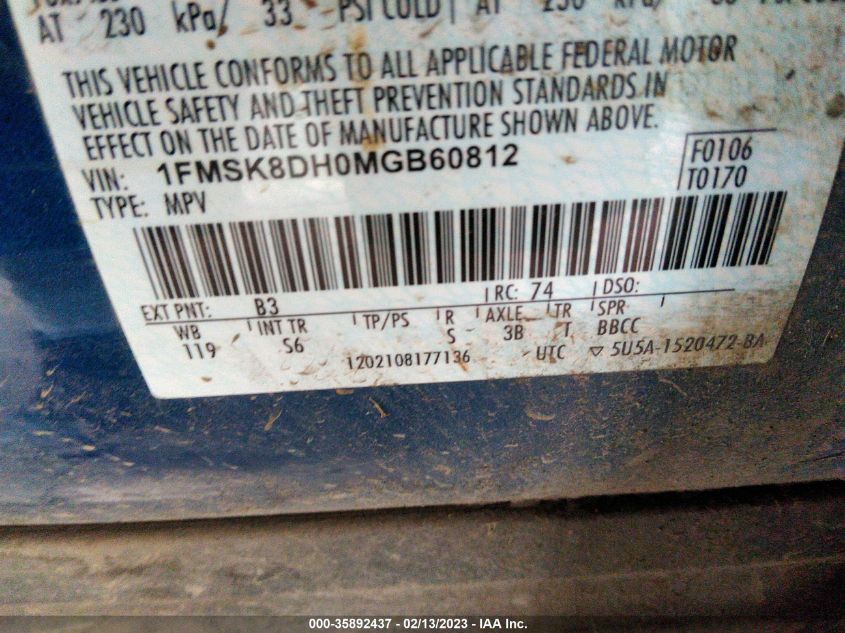 AT 230 kPa/ 33 PSI COLD AT 230 kPa/
THIS VEHICLE CONFORMS TO ALL APPLICABLE FEDERAL MOTOR
VEHICLE SAFETY AND THEFT PREVENTION STANDARDS IN
EFFECT ON THE DATE OF MANUFACTURE SHOWN ABOVE.
VIN: 1FMSK8DH0MGB60812
F0106
TYPE: MPV
T0170
EXT PNT: B3 RC: 74 DSO:
WB INT TR TP/PS R AXLE TR SPR
119 S6 S 3B T BBCC
1202108177136 UTC ▽ 5U5A-1520472-BA
000-35892437 - 02/13/2023 - IAA Inc.